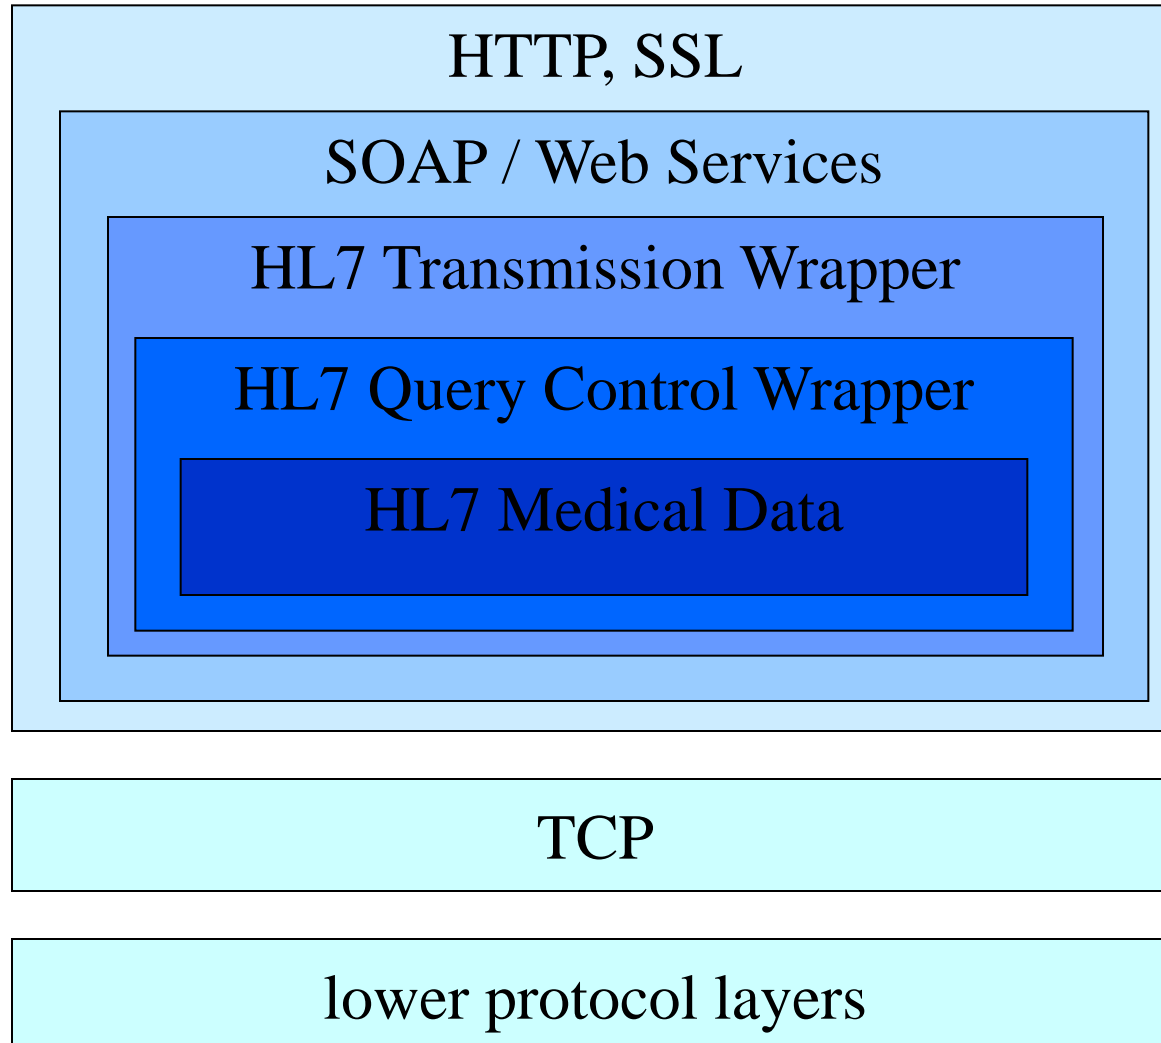 HTTP, SSL
SOAP / Web Services
HL7 Transmission Wrapper
HL7 Query Control Wrapper
HL7 Medical Data
TCP
lower protocol layers